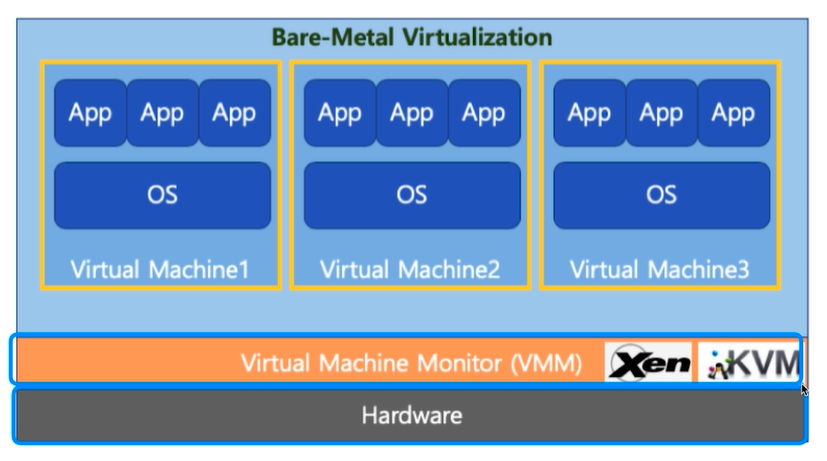 Bare-Metal Virtualization
App App App
OS
Virtual Machine1
App App App
OS
Virtual Machine2
App App App
OS
Virtual Machine3
Virtual Machine Monitor (VMM)
Xen
KVM
Hardware